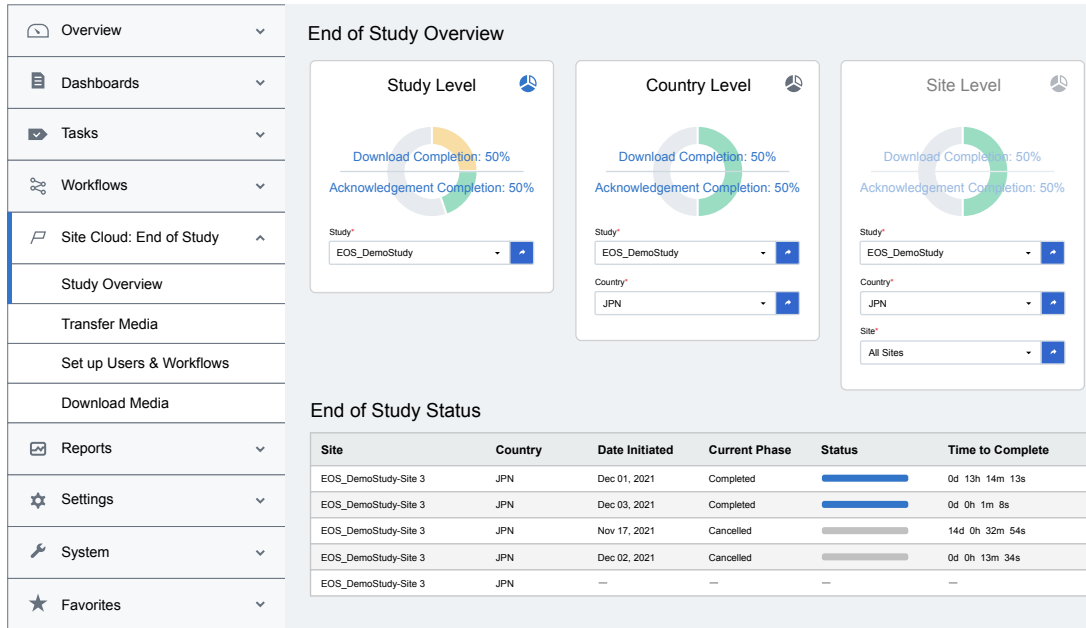 Overview
Dashboards
Tasks
Workflows
Site Cloud: End of Study
Study Overview
Transfer Media
Set up Users & Workflows
Download Media
Reports
Settings
System
Favorites
End of Study Overview
Study Level
Download Completion: 50%
Acknowledgement Completion: 50%
Study*
EOS_DemoStudy
Country Level
Download Completion: 50%
Acknowledgement Completion: 50%
Study*
EOS_DemoStudy
Country*
JPN
Site Level
Download Completion: 50%
Acknowledgement Completion: 50%
Study*
EOS_DemoStudy
Country*
JPN
Site*
All Sites
End of Study Status
Site Country Date Initiated Current Phase Status Time to Complete
EOS_DemoStudy-Site 3 JPN Dec 01, 2021 Completed 0d 13h 14m 13s
EOS_DemoStudy-Site 3 JPN Dec 03, 2021 Completed 0d 0h 1m 8s
EOS_DemoStudy-Site 3 JPN Nov 17, 2021 Cancelled 14d 0h 32m 54s
EOS_DemoStudy-Site 3 JPN Dec 02, 2021 Cancelled 0d 0h 13m 34s
EOS_DemoStudy-Site 3 JPN — — — —